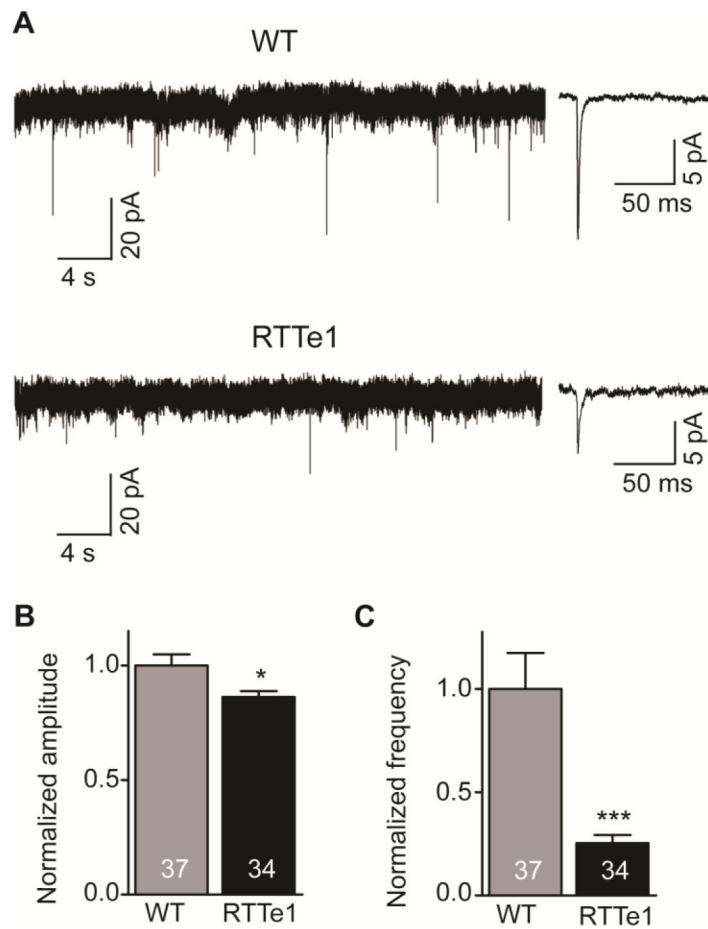 A
WT
20 pA
4 s
5 pA
50 ms
RTTe1
20 pA
4 s
5 pA
50 ms
B
Normalized amplitude
1.0
0.5
0.0
*
37
34
WT
RTTe1
C
Normalized frequency
1.0
0.5
0.0
***
37
34
WT
RTTe1